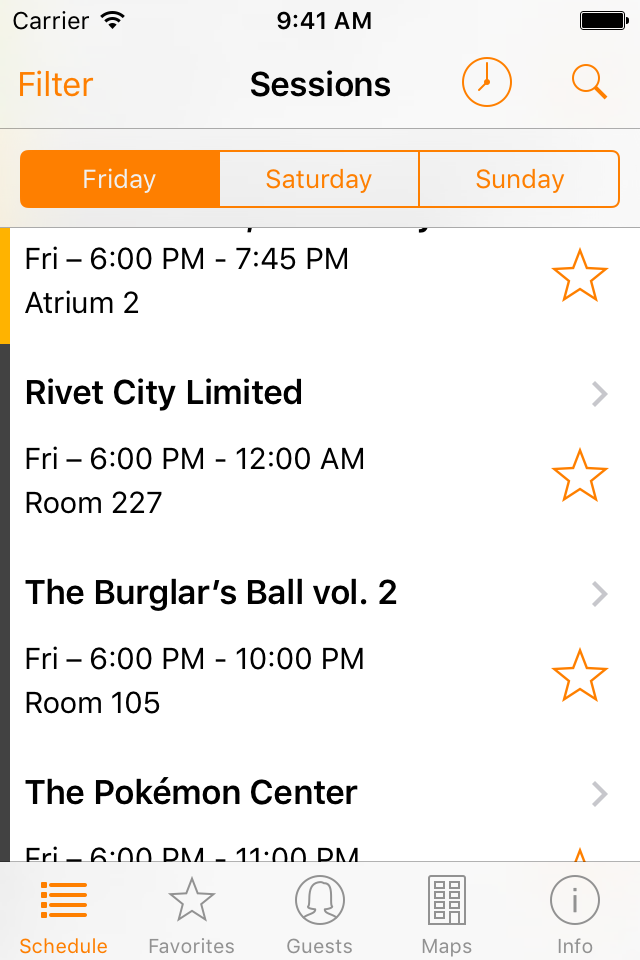 Carrier 9:41 AM
Filter Sessions
Friday Saturday Sunday
Fri – 6:00 PM - 7:45 PM
Atrium 2
Rivet City Limited
Fri – 6:00 PM - 12:00 AM
Room 227
The Burglar’s Ball vol. 2
Fri – 6:00 PM - 10:00 PM
Room 105
The Pokémon Center
Fri – 6:00 PM - 11:00 PM
Schedule Favorites Guests Maps Info